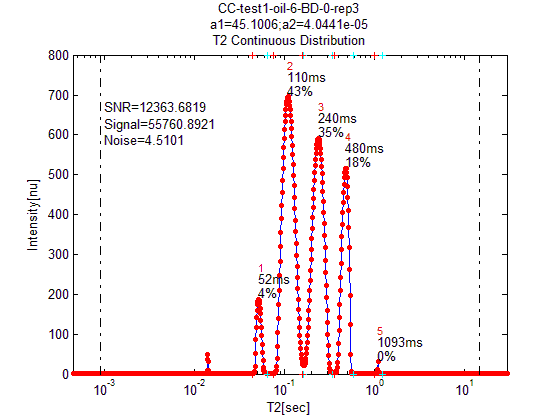 CC-test1-oil-6-BD-0-rep3
a1=45.1006;a2=4.0441e-05
T2 Continuous Distribution
800
700
600
500
400
300
200
100
0
Intensity[nu]
SNR=12363.6819
Signal=55760.8921
Noise=4.5101
1
52ms
4%
2
110ms
43%
3
240ms
35%
4
480ms
18%
5
1093ms
0%
10^-3
10^-2
10^-1
10^0
10^1
T2[sec]